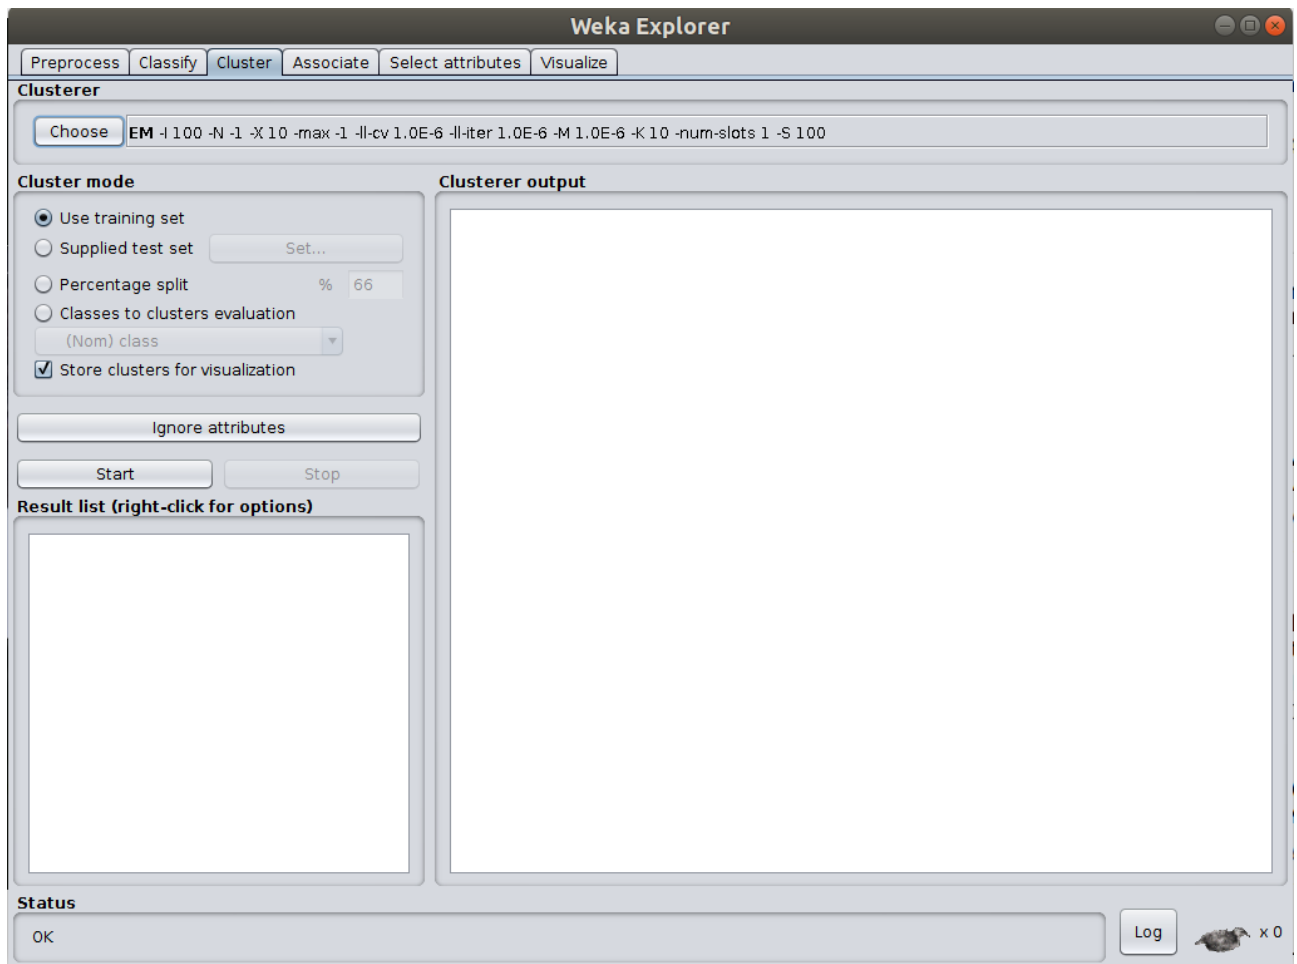 Weka Explorer
Preprocess Classify Cluster Associate Select attributes Visualize
Clusterer
Choose EM -I 100 -N -1 -X 10 -max -1 -ll-cv 1.0E-6 -ll-iter 1.0E-6 -M 1.0E-6 -K 10 -num-slots 1 -S 100
Cluster mode
Use training set
Supplied test set Set...
Percentage split % 66
Classes to clusters evaluation
(Nom) class
Store clusters for visualization
Ignore attributes
Start Stop
Result list (right-click for options)
Clusterer output
Status
OK
Log x 0